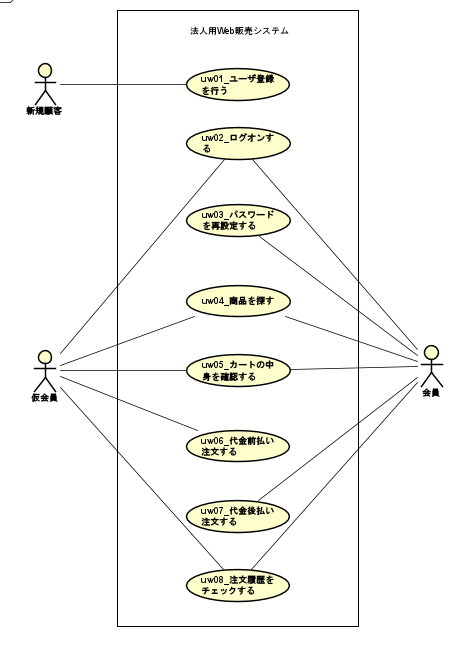 法人用Web販売システム
新規顧客
uw01_ユーザ登録
を行う
uw02_ログオンす
る
uw03_パスワード
を再設定する
uw04_商品を探す
仮会員
uw05_カートの中
身を確認する
会員
uw06_代金前払い
注文する
uw07_代金後払い
注文する
uw08_注文履歴を
チェックする